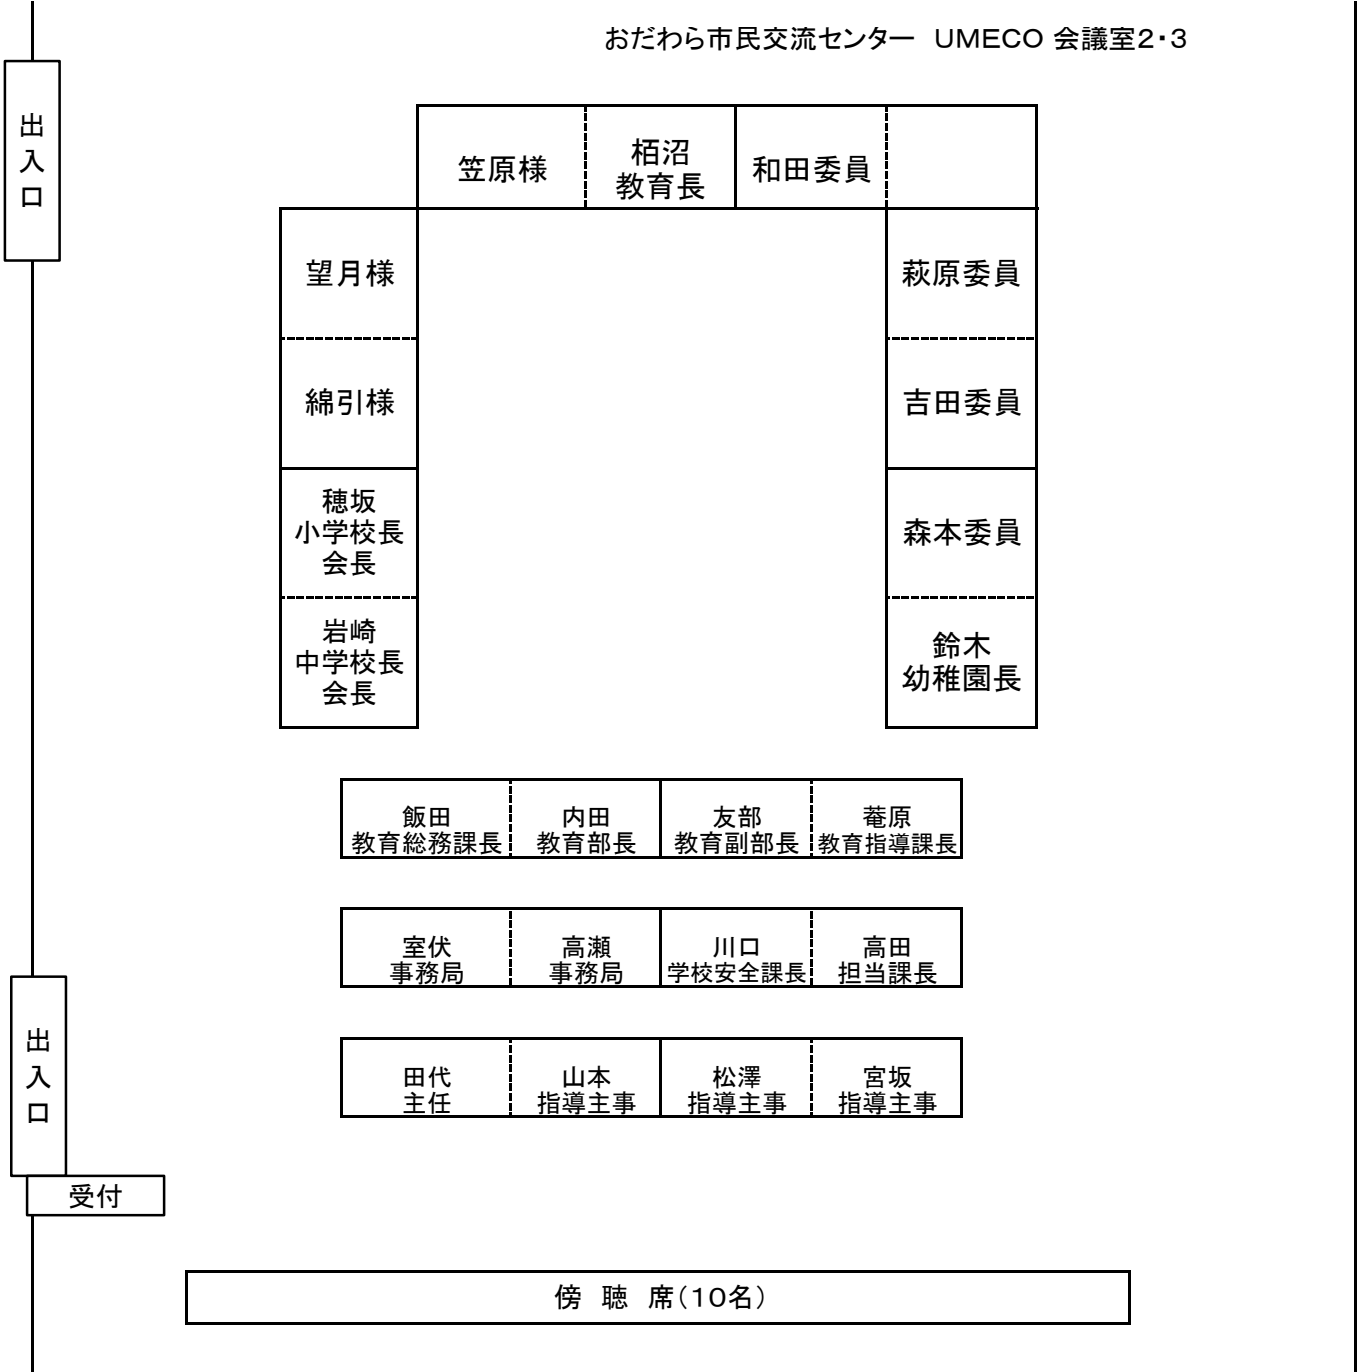 おだわら市民交流センター　UMECO 会議室2・3
出入口
笠原様
栢沼
教育長
和田委員
望月様
萩原委員
綿引様
吉田委員
穂坂
小学校長
会長
森本委員
岩崎
中学校長
会長
鈴木
幼稚園長
飯田
教育総務課長
内田
教育部長
友部
教育副部長
菴原
教育指導課長
室伏
事務局
高瀬
事務局
川口
学校安全課長
高田
担当課長
出入口
田代
主任
山本
指導主事
松澤
指導主事
宮坂
指導主事
受付
傍　聴　席(10名)